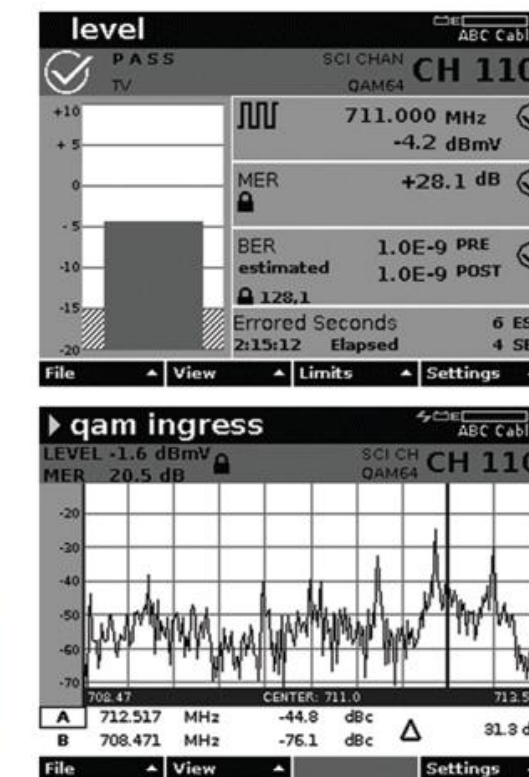 level
ABC Cabl
PASS
SCI CHAN
CH 110
TV
QAM64
+10
+ 5
0
- 5
-10
-15
-20
711.000 MHz
-4.2 dBmV
MER
+28.1 dB
BER
1.0E-9 PRE
estimated
1.0E-9 POST
128,1
Errored Seconds
6 ES
2:15:12 Elapsed
4 SE
File View Limits Settings
qam ingress
ABC Cabl
LEVEL -1.6 dBmV
SCI CH
CH 110
MER 20.5 dB
QAM64
-20
-30
-40
-50
-60
-70
708.47 CENTER: 711.0 713.5
A 712.517 MHz -44.8 dBc
Δ 31.3 d
B 708.471 MHz -76.1 dBc
File View Settings